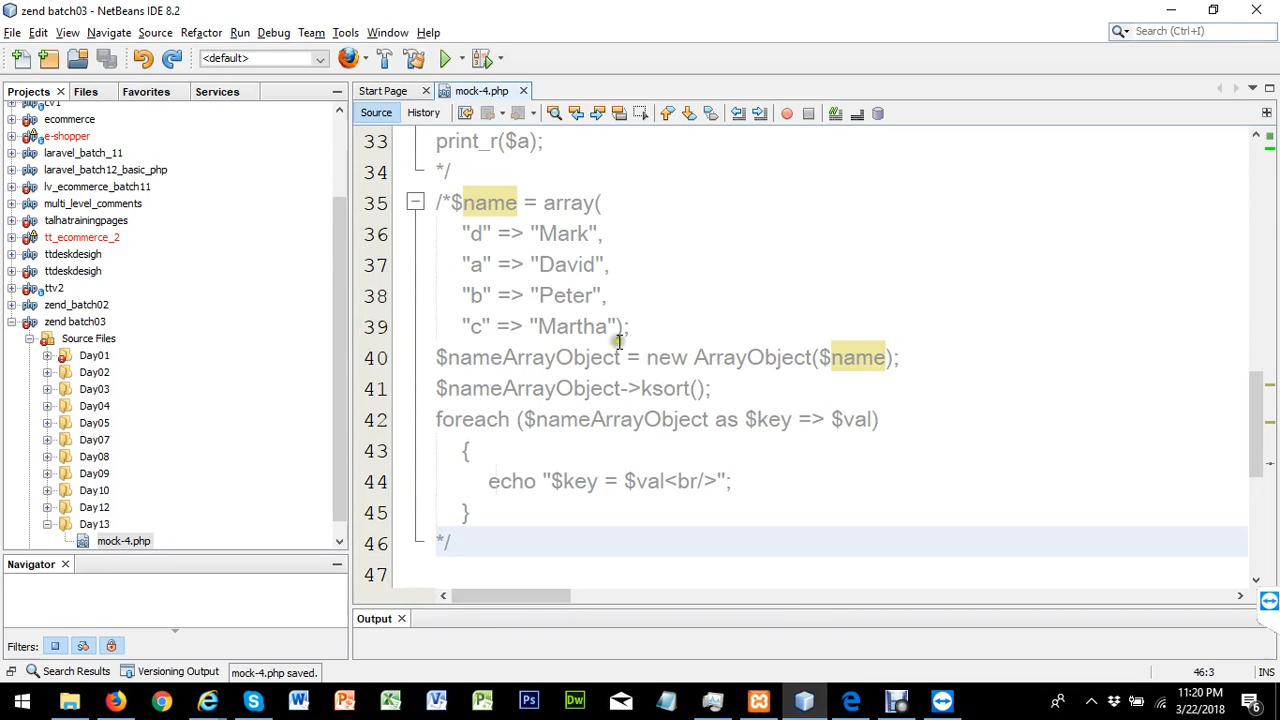 zend batch03 - NetBeans IDE 8.2
File Edit View Navigate Source Refactor Run Debug Team Tools Window Help
Search (Ctrl+I)
<default>
Projects Files Favorites Services
Start Page mock-4.php
Source History
cv1
ecommerce
e-shopper
laravel_batch_11
laravel_batch12_basic_php
lv_ecommerce_batch11
multi_level_comments
talhatrainingpages
tt_ecommerce_2
ttdeskdesigh
ttdeskdesigh
ttv2
zend_batch02
zend batch03
Source Files
Day01
Day02
Day03
Day04
Day05
Day07
Day08
Day09
Day10
Day12
Day13
mock-4.php
33 print_r($a);
34 */
35 /*$name = array(
36 "d" => "Mark",
37 "a" => "David",
38 "b" => "Peter",
39 "c" => "Martha");
40 $nameArrayObject = new ArrayObject($name);
41 $nameArrayObject->ksort();
42 foreach ($nameArrayObject as $key => $val)
43 {
44 echo "$key = $val<br/>";
45 }
46 */
47
Navigator
Filters:
Output
Search Results Versioning Output mock-4.php saved.
46:3 INS
11:20 PM
3/22/2018
6